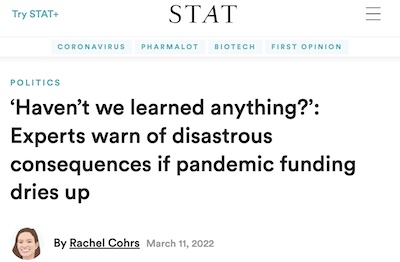 Try STAT+
STAT
CORONAVIRUS PHARMALOT BIOTECH FIRST OPINION
POLITICS
‘Haven’t we learned anything?’:
Experts warn of disastrous
consequences if pandemic funding
dries up
By Rachel Cohrs March 11, 2022